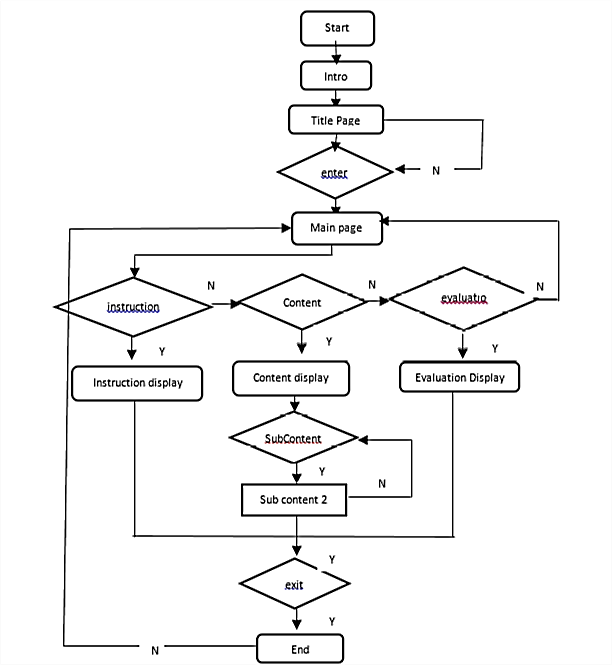 Start
Intro
Title Page
enter
N
Main page
instruction
N
Content
N
evaluatio
N
Y
Y
Y
Instruction display
Content display
Evaluation Display
SubContent
Y
N
Sub content 2
Y
exit
Y
N
End